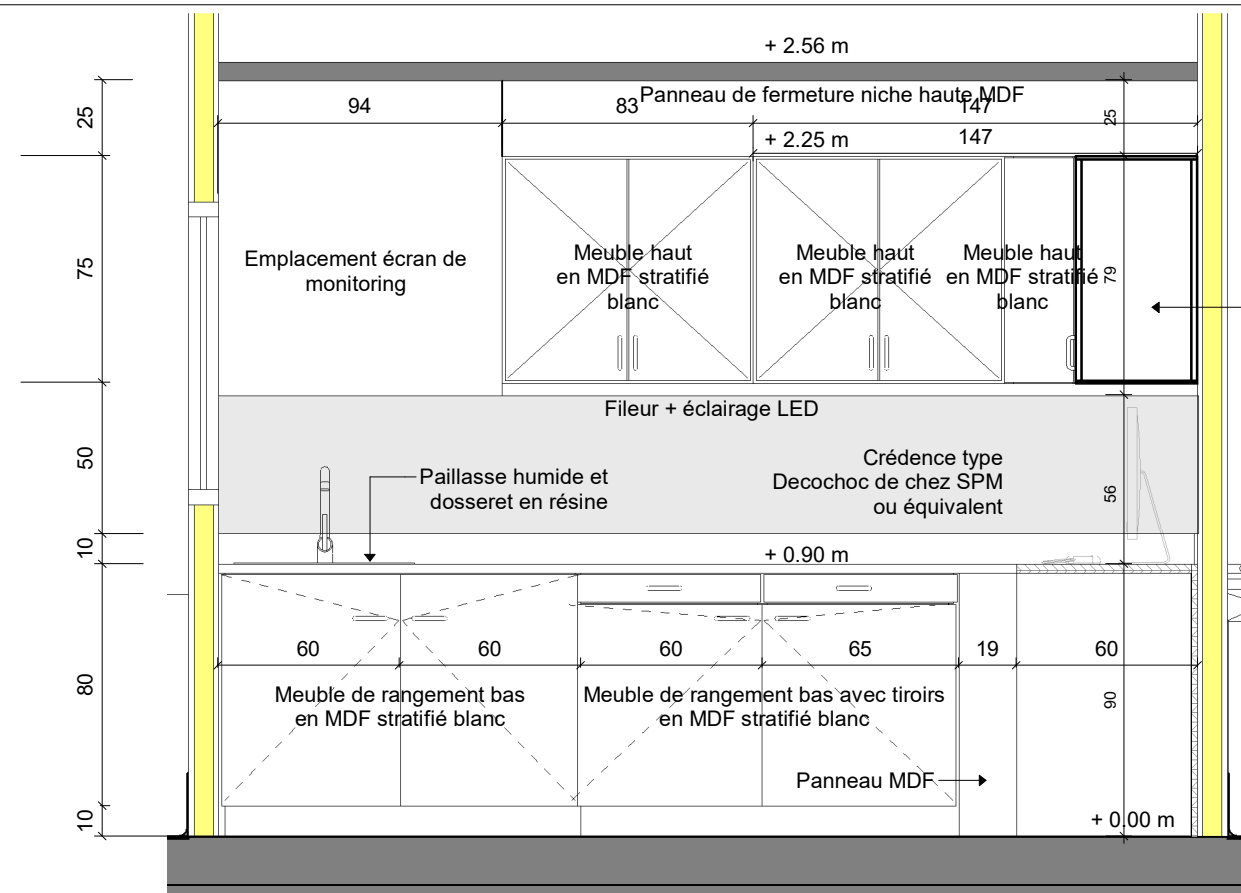 + 2.56 m
94
83
Panneau de fermeture niche haute MDF
147
25
25
+ 2.25 m
147
75
Emplacement écran de
monitoring
Meuble haut
en MDF stratifié
blanc
Meuble haut
en MDF stratifié
blanc
Meuble haut
en MDF stratifié
blanc
79
Fileur + éclairage LED
50
Paillasse humide et
dosseret en résine
Crédence type
Decochoc de chez SPM
ou équivalent
56
10
+ 0.90 m
60
60
60
65
19
60
80
Meuble de rangement bas
en MDF stratifié blanc
Meuble de rangement bas avec tiroirs
en MDF stratifié blanc
90
Panneau MDF
10
+ 0.00 m